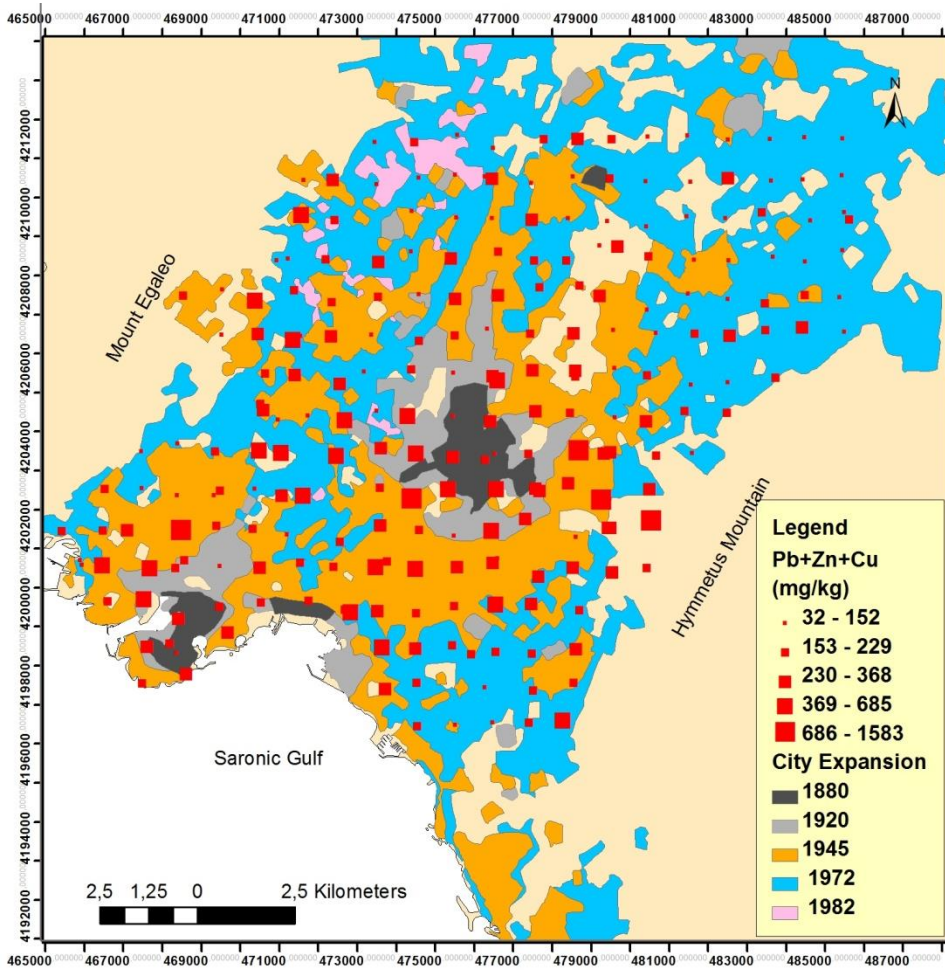 465000 467000 469000 471000 473000 475000 477000 479000 481000 483000 485000 487000
N
4212000
4210000
4208000
4206000
4204000
4202000
4200000
4198000
4196000
4194000
4192000
Mount Egaleo
Hymmetus Mountain
Saronic Gulf
2,5 1,25 0 2,5 Kilometers
Legend
Pb+Zn+Cu
(mg/kg)
32 - 152
153 - 229
230 - 368
369 - 685
686 - 1583
City Expansion
1880
1920
1945
1972
1982
465000 467000 469000 471000 473000 475000 477000 479000 481000 483000 485000 487000